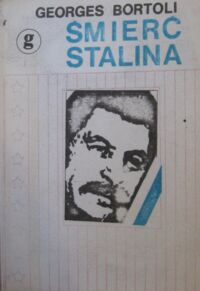 GEORGES BORTOLI
g
ŚMIERĆ
STALINA